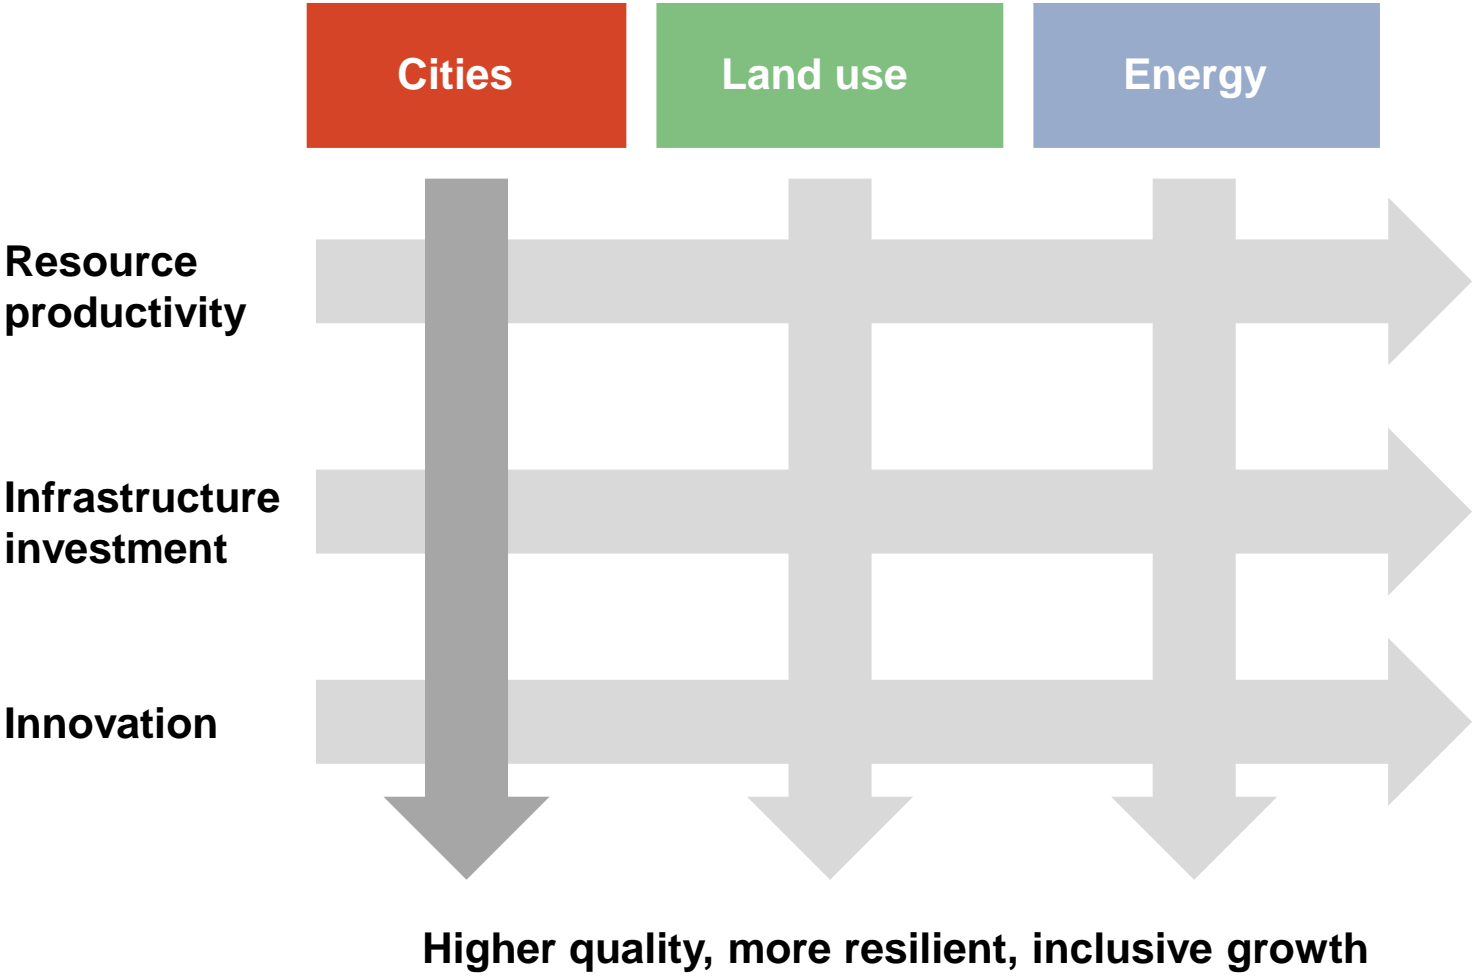 Cities
Land use
Energy
Resource
productivity
Infrastructure
investment
Innovation
Higher quality, more resilient, inclusive growth